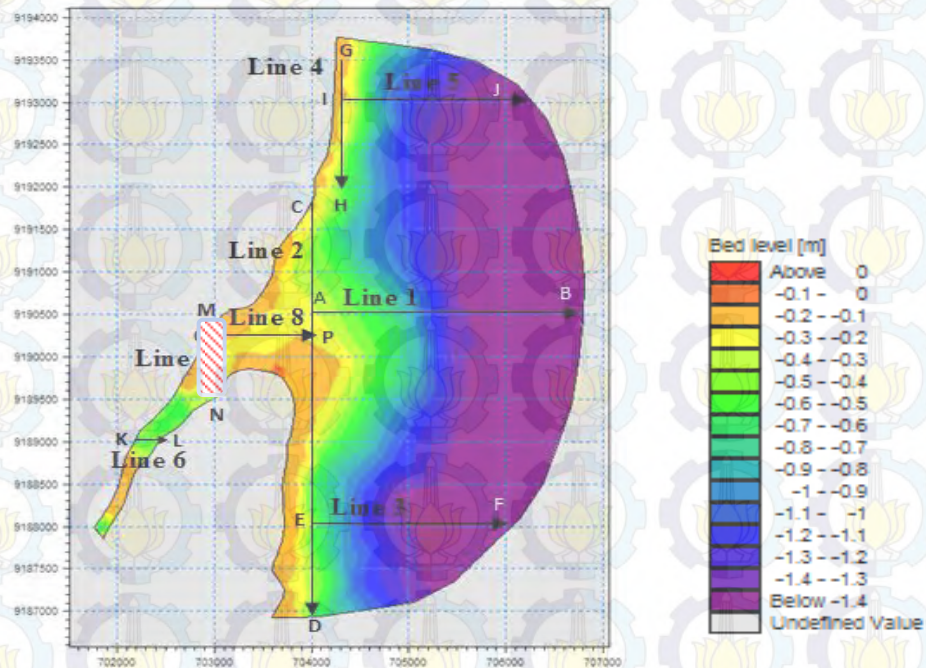 9194000
9193500
9193000
9192500
9192000
9191500
9191000
9190500
9190000
9189500
9189000
9188500
9188000
9187500
9187000
702000 703000 704000 705000 706000 707000
G
Line 4
Line 5 J
I
C H
Line 2
A Line 1 B
M
Line 8 P
Line
N
K L
Line 6
E Line 3 F
D
Bed level [m]
Above 0
-0.1 - 0
-0.2 - -0.1
-0.3 - -0.2
-0.4 - -0.3
-0.5 - -0.4
-0.6 - -0.5
-0.7 - -0.6
-0.8 - -0.7
-0.9 - -0.8
-1 - -0.9
-1.1 - -1
-1.2 - -1.1
-1.3 - -1.2
-1.4 - -1.3
Below -1.4
Undefined Value